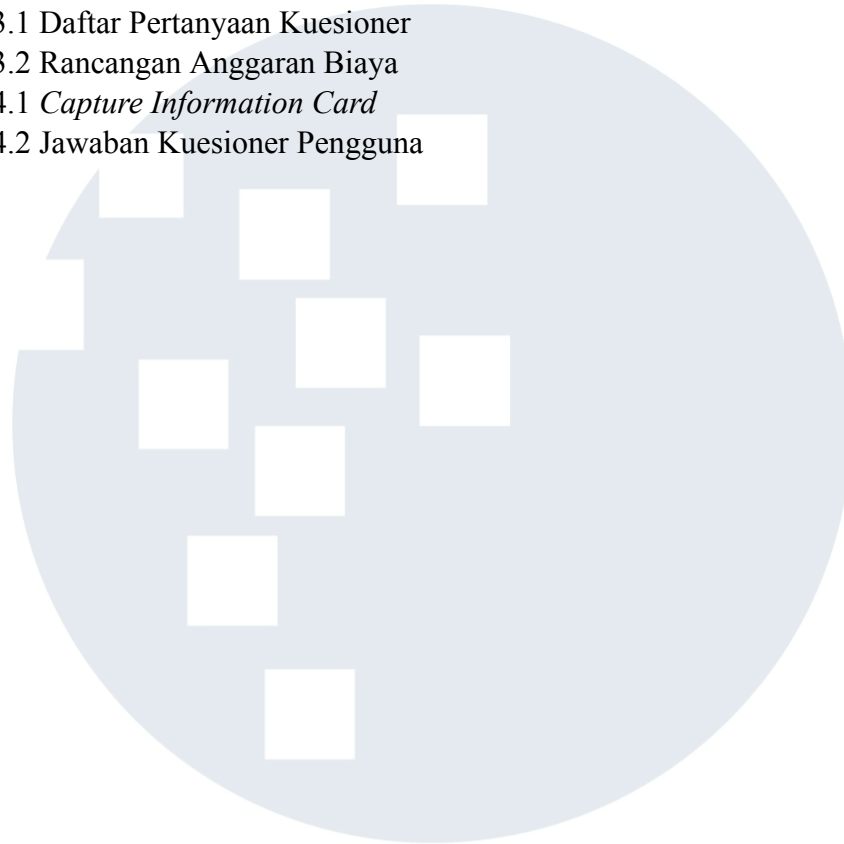 3.1 Daftar Pertanyaan Kuesioner
3.2 Rancangan Anggaran Biaya
4.1 Capture Information Card
4.2 Jawaban Kuesioner Pengguna